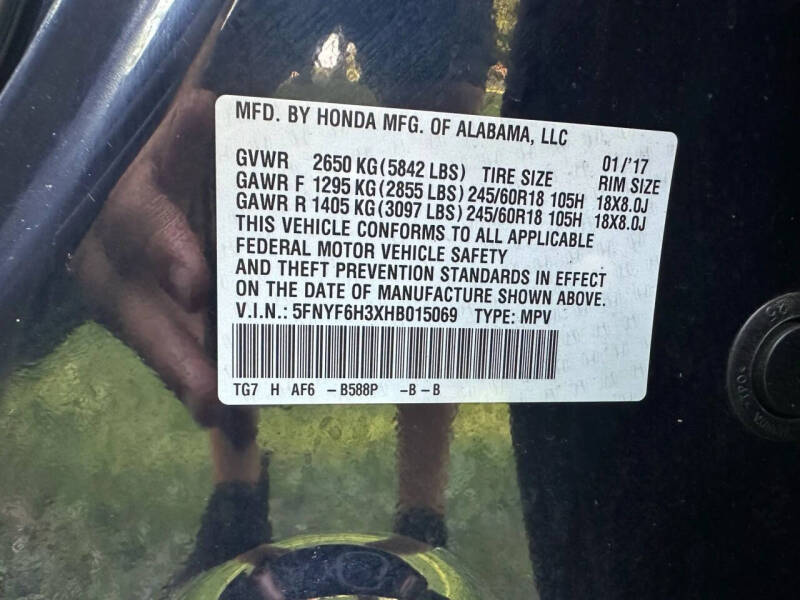 MFD. BY HONDA MFG. OF ALABAMA, LLC
01/'17
GVWR 2650 KG(5842 LBS) TIRE SIZE RIM SIZE
GAWR F 1295 KG(2855 LBS) 245/60R18 105H 18X8.0J
GAWR R 1405 KG(3097 LBS) 245/60R18 105H 18X8.0J
THIS VEHICLE CONFORMS TO ALL APPLICABLE
FEDERAL MOTOR VEHICLE SAFETY
AND THEFT PREVENTION STANDARDS IN EFFECT
ON THE DATE OF MANUFACTURE SHOWN ABOVE.
V.I.N.: 5FNYF6H3XHB015069 TYPE: MPV
TG7 H AF6 -B588P -B-B